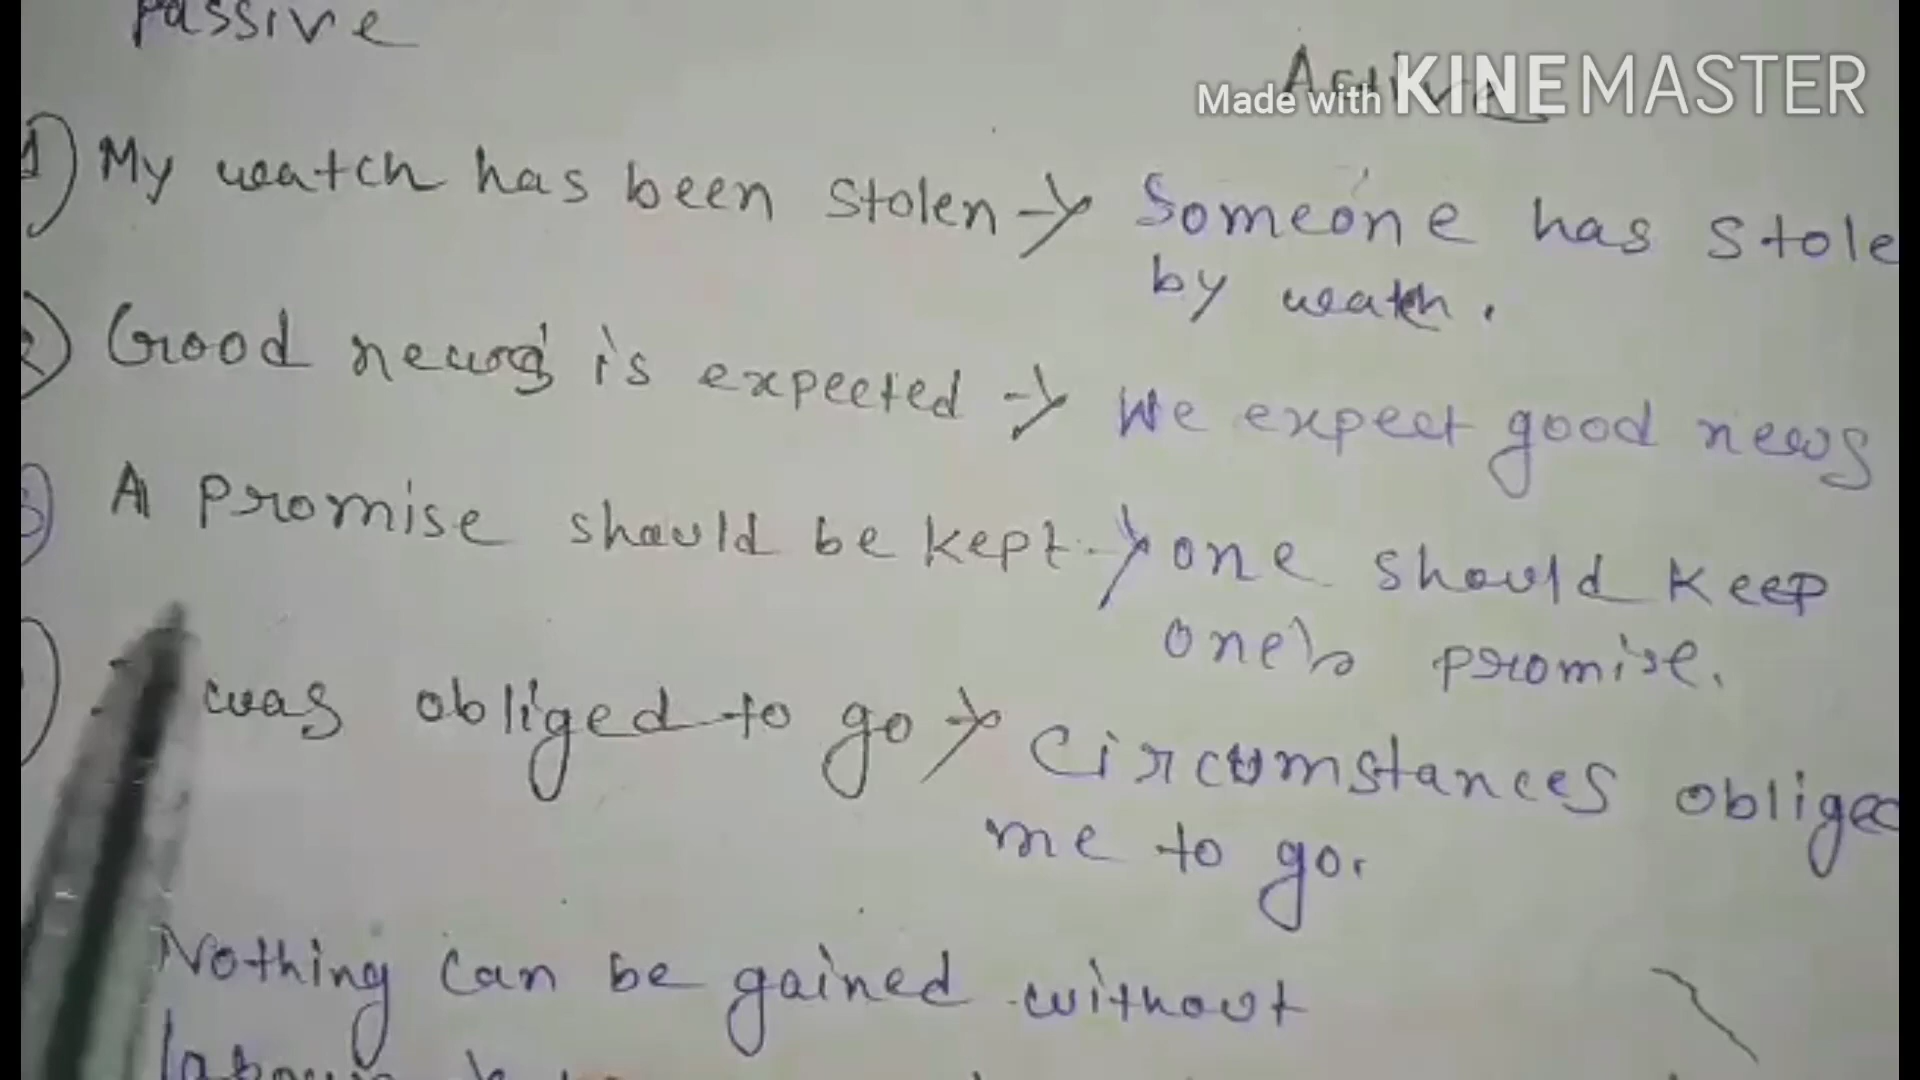 Passive
Active
Made with KINEMASTER
1) My watch has been stolen → Someone has stole
by watch.
2) Good news is expected → We expect good news
3) A promise should be kept → one should keep
one's promise.
was obliged to go → Circumstances obliged
me to go.
Nothing can be gained without